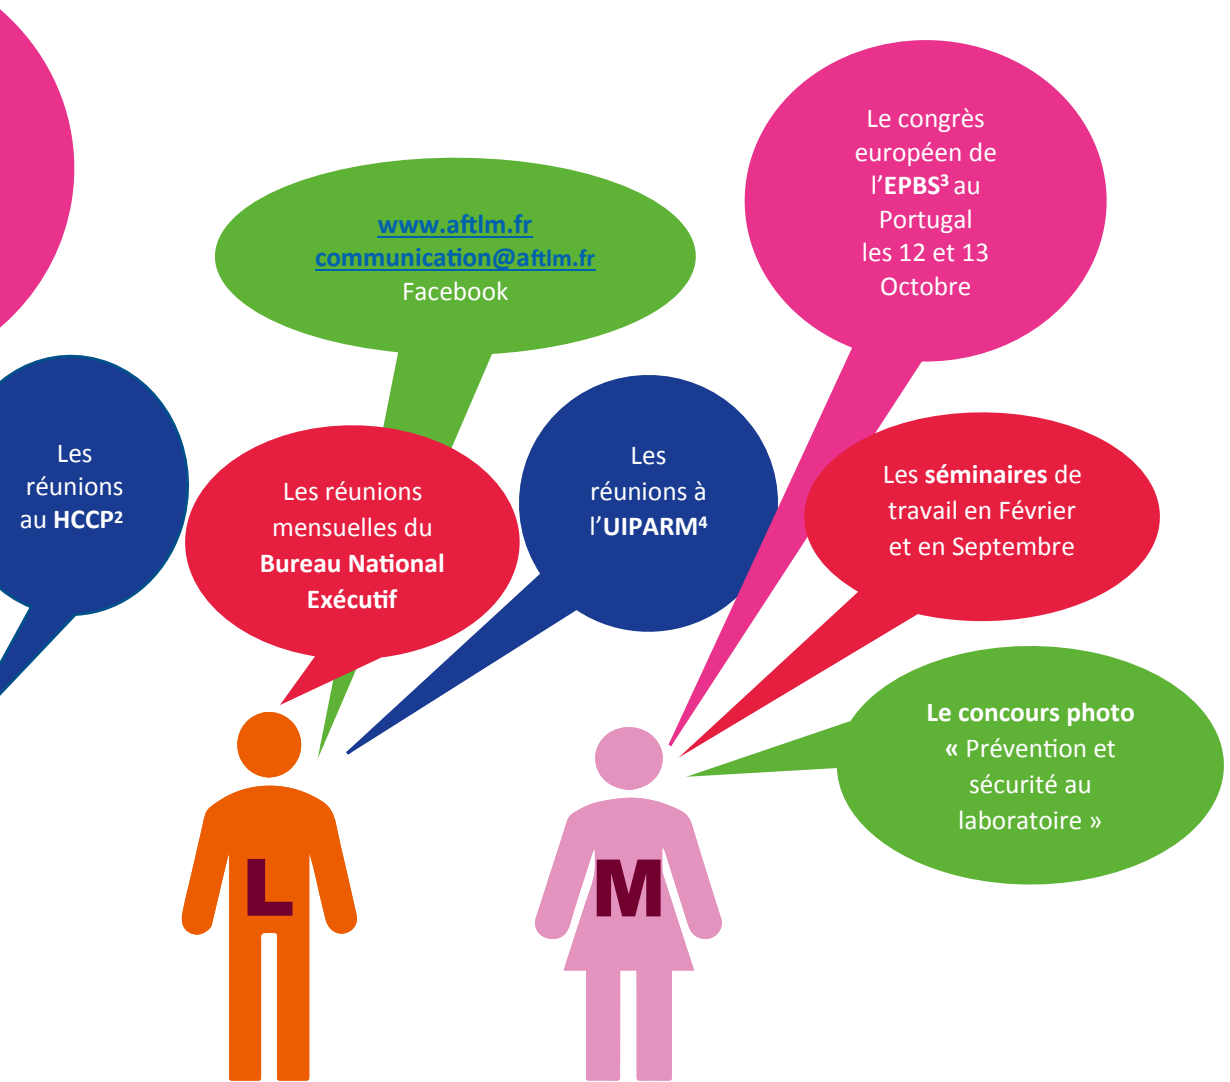 Le congrès
européen de
l’EPBS³ au
Portugal
les 12 et 13
Octobre
www.aftlm.fr
communication@aftlm.fr
Facebook
Les
réunions
au HCCP²
Les réunions
mensuelles du
Bureau National
Exécutif
Les
réunions à
l’UIPARM⁴
Les séminaires de
travail en Février
et en Septembre
Le concours photo
« Prévention et
sécurité au
laboratoire »
L
M